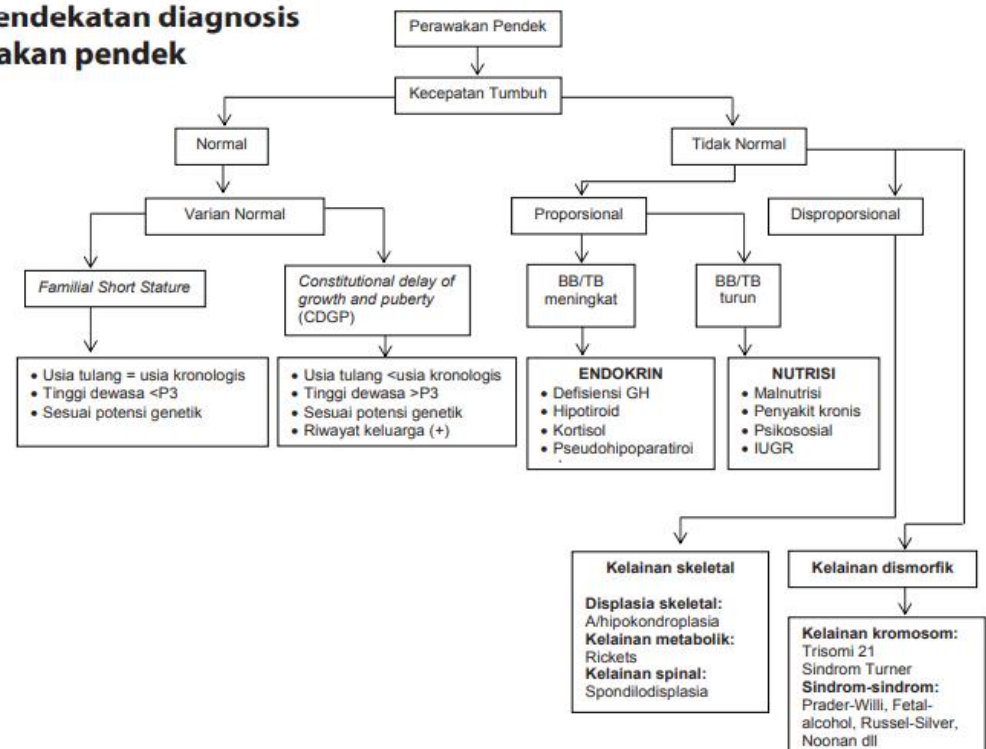 endekatan diagnosis
akan pendek
Perawakan Pendek
Kecepatan Tumbuh
Normal
Tidak Normal
Varian Normal
Proporsional
Disproporsional
Familial Short Stature
Constitutional delay of
growth and puberty
(CDGP)
BB/TB
meningkat
BB/TB
turun
• Usia tulang = usia kronologis
• Tinggi dewasa <P3
• Sesuai potensi genetik
• Usia tulang <usia kronologis
• Tinggi dewasa >P3
• Sesuai potensi genetik
• Riwayat keluarga (+)
ENDOKRIN
• Defisiensi GH
• Hipotiroid
• Kortisol
• Pseudohipoparatiroi
NUTRISI
• Malnutrisi
• Penyakit kronis
• Psikososial
• IUGR
Kelainan skeletal
Displasia skeletal:
A/hipokondroplasia
Kelainan metabolik:
Rickets
Kelainan spinal:
Spondilodisplasia
Kelainan dismorfik
Kelainan kromosom:
Trisomi 21
Sindrom Turner
Sindrom-sindrom:
Prader-Willi, Fetal-
alcohol, Russel-Silver,
Noonan dll